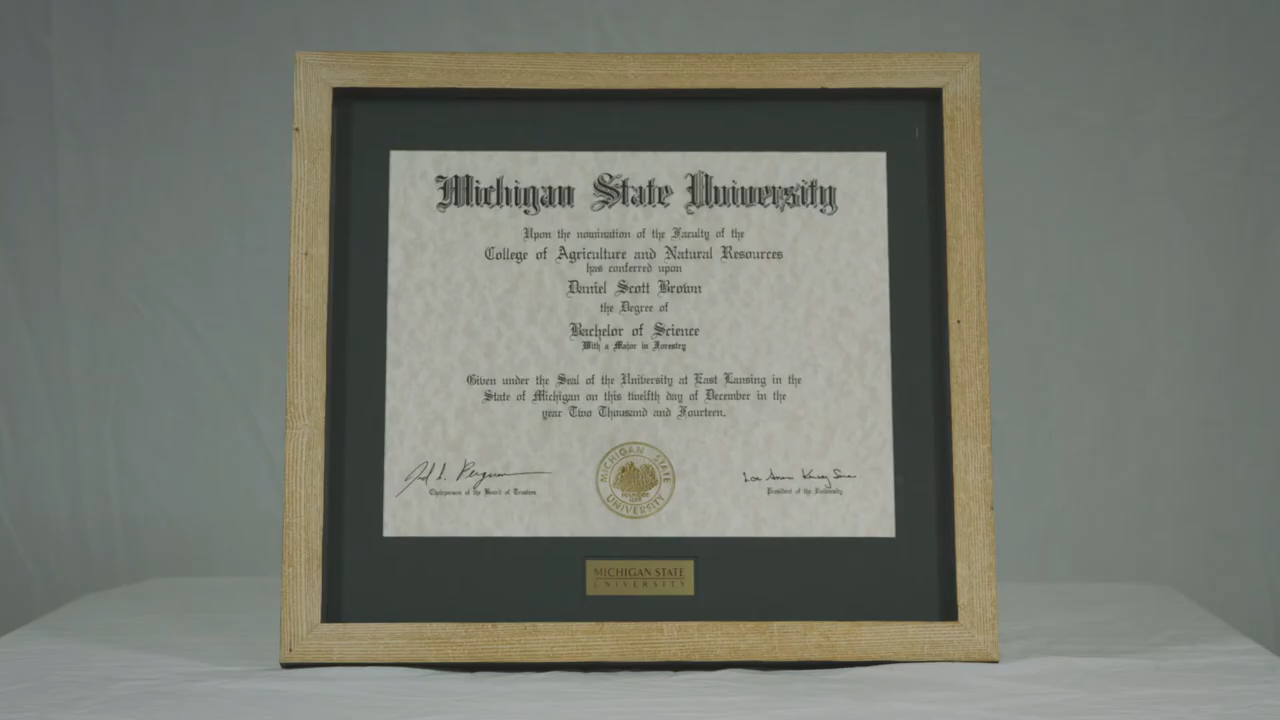 Michigan State University
Upon the nomination of the Faculty of the
College of Agriculture and Natural Resources
has conferred upon
Daniel Scott Brown
the Degree of
Bachelor of Science
With a Major in Forestry
Given under the Seal of the University at East Lansing in the
State of Michigan on this twelfth day of December in the
year Two Thousand and Fourteen.
Chairperson of the Board of Trustees
MICHIGAN STATE
UNIVERSITY
President of the University
MICHIGAN STATE
UNIVERSITY